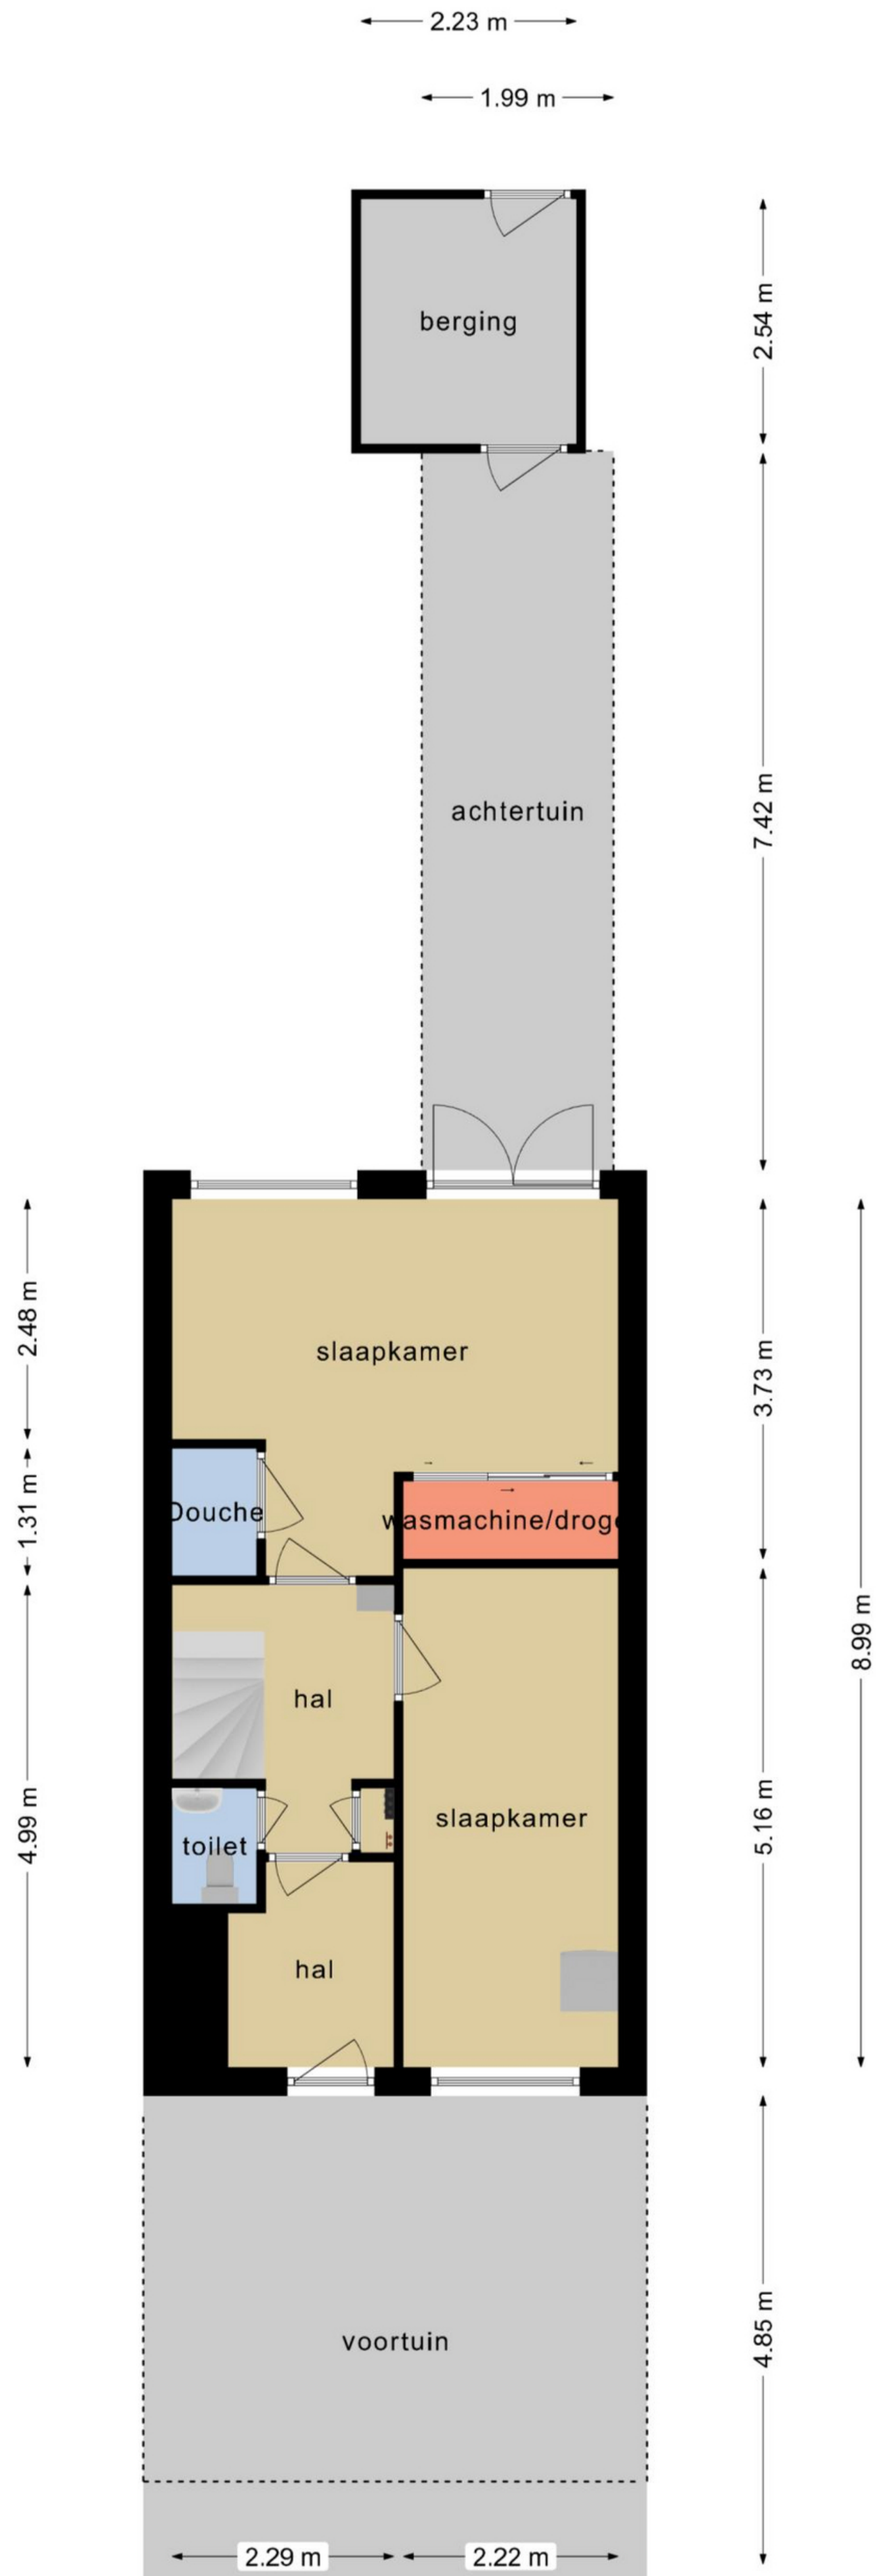 2.23 m
1.99 m
berging
2.54 m
achtertuin
7.42 m
slaapkamer
2.48 m
3.73 m
Douche
1.31 m
wasmachine/droge
8.99 m
hal
4.99 m
slaapkamer
5.16 m
toilet
hal
voortuin
4.85 m
2.29 m
2.22 m